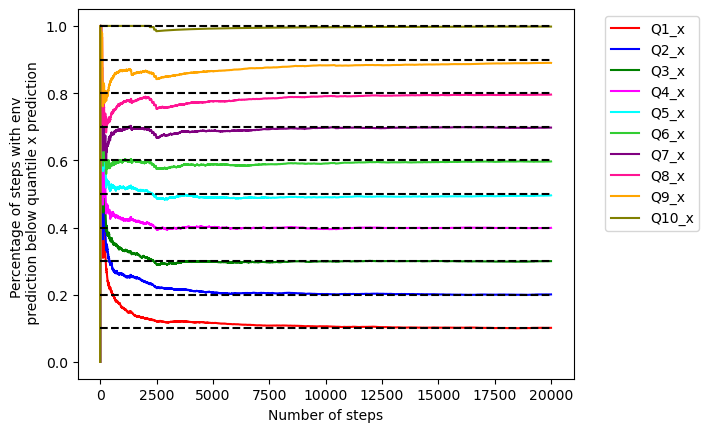 Percentage of steps with env
prediction below quantile x prediction
1.0
0.8
0.6
0.4
0.2
0.0
0
2500
5000
7500
10000
12500
15000
17500
20000
Number of steps
Q1_x
Q2_x
Q3_x
Q4_x
Q5_x
Q6_x
Q7_x
Q8_x
Q9_x
Q10_x